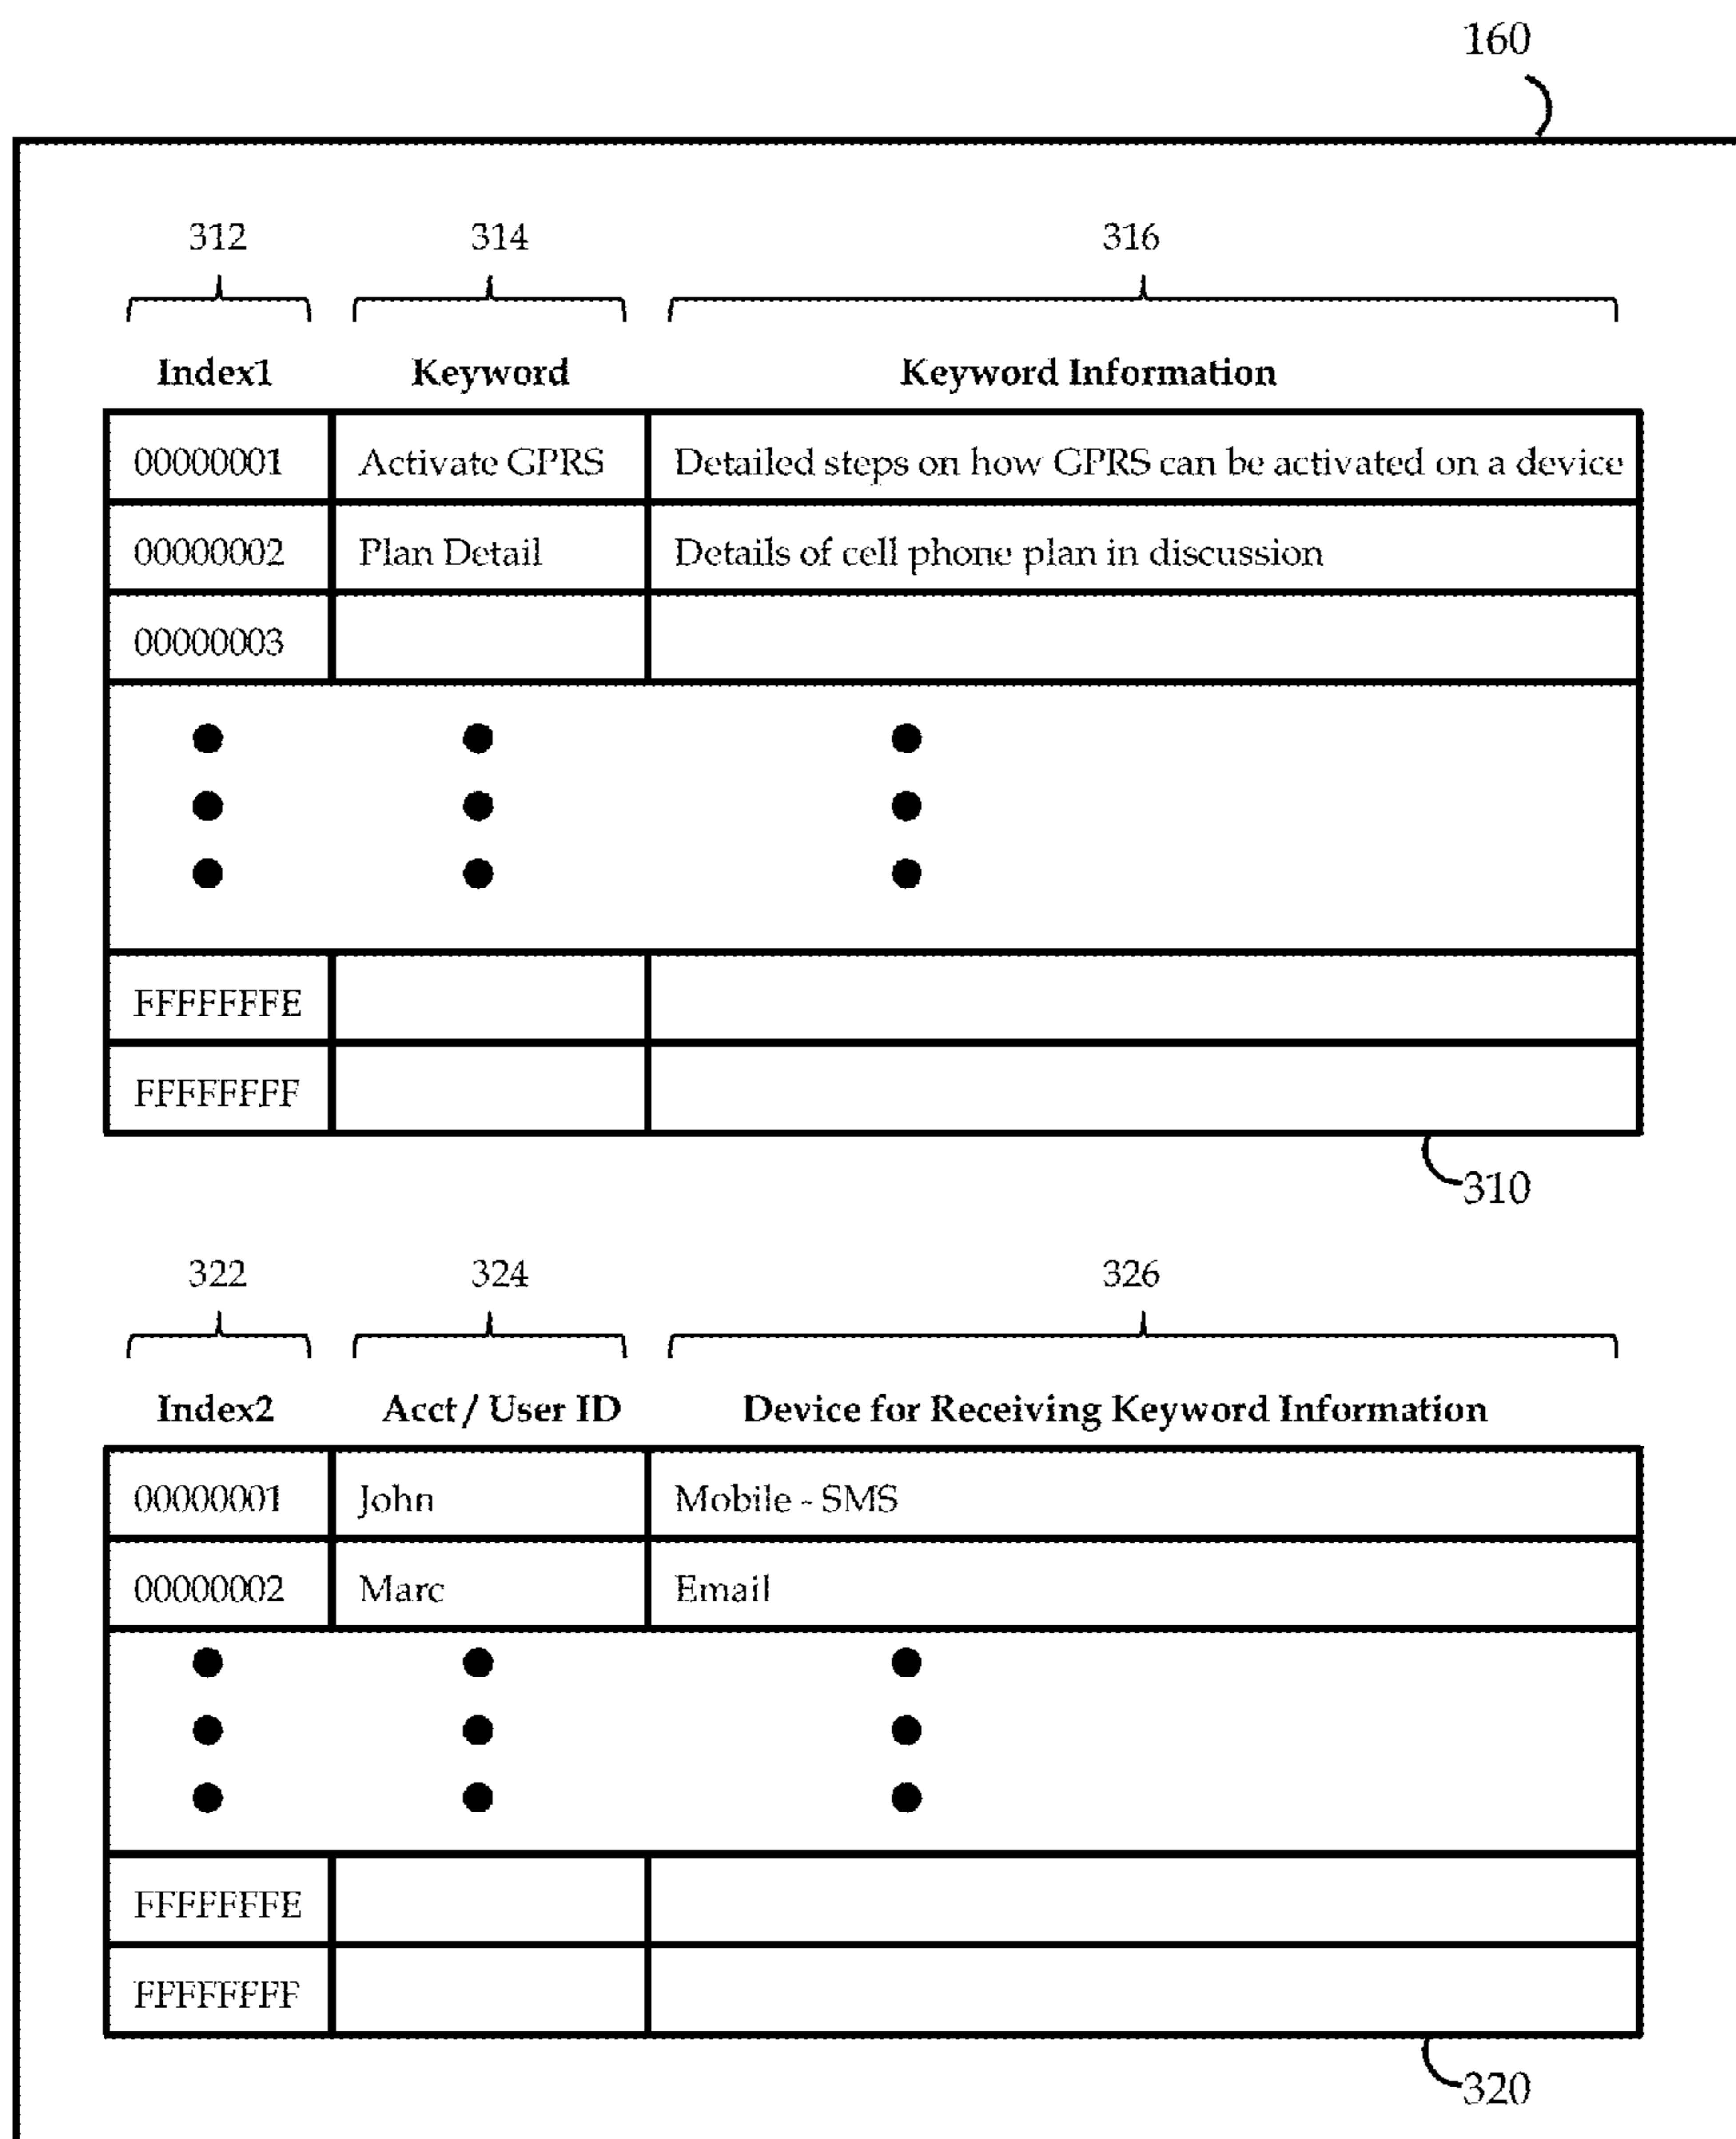 160
312 314 316
Index1 Keyword Keyword Information
00000001 Activate GPRS Detailed steps on how GPRS can be activated on a device
00000002 Plan Detail Details of cell phone plan in discussion
00000003
FFFFFFFE
FFFFFFFF
310
322 324 326
Index2 Acct / User ID Device for Receiving Keyword Information
00000001 John Mobile - SMS
00000002 Marc Email
FFFFFFFE
FFFFFFFF
320